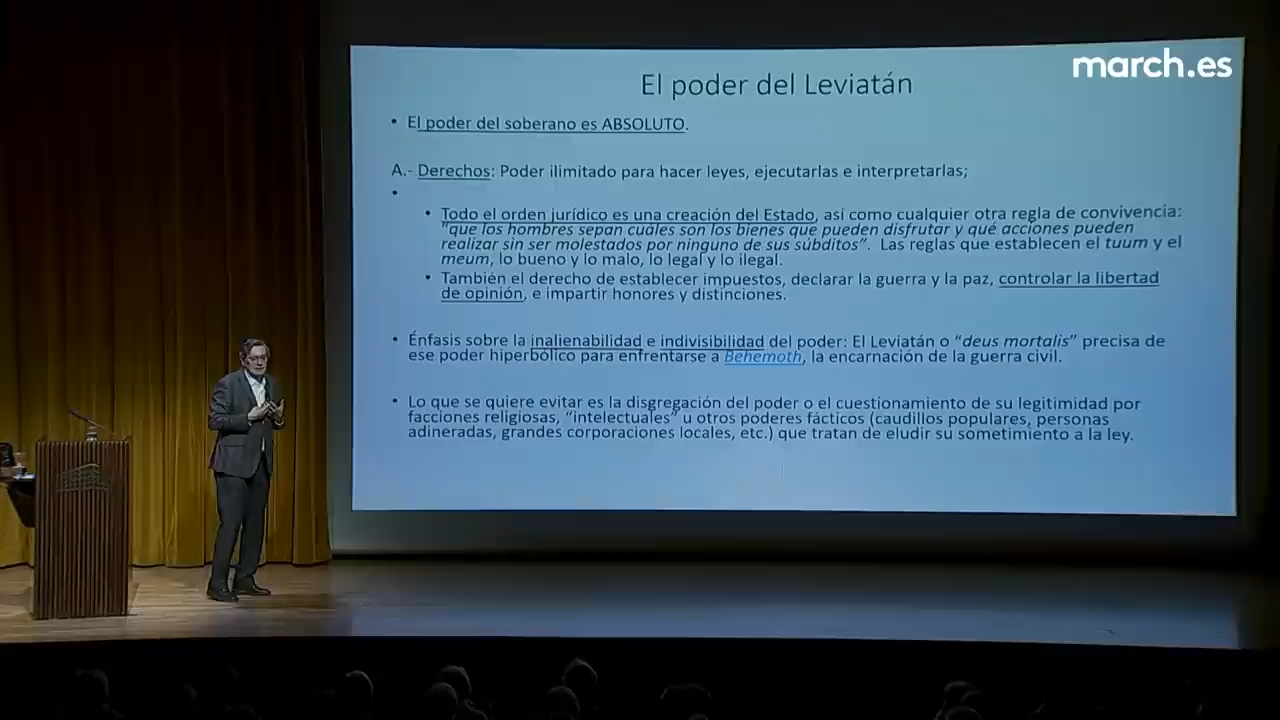 march.es
El poder del Leviatán
• El poder del soberano es ABSOLUTO.
A.- Derechos: Poder ilimitado para hacer leyes, ejecutarlas e interpretarlas;
•
• Todo el orden jurídico es una creación del Estado, así como cualquier otra regla de convivencia:
"que los hombres sepan cuáles son los bienes que pueden disfrutar y qué acciones pueden
realizar sin ser molestados por ninguno de sus súbditos". Las reglas que establecen el tuum y el
meum, lo bueno y lo malo, lo legal y lo ilegal.
• También el derecho de establecer impuestos, declarar la guerra y la paz, controlar la libertad
de opinión, e impartir honores y distinciones.
• Énfasis sobre la inalienabilidad e indivisibilidad del poder: El Leviatán o "deus mortalis" precisa de
ese poder hiperbólico para enfrentarse a Behemoth, la encarnación de la guerra civil.
• Lo que se quiere evitar es la disgregación del poder o el cuestionamiento de su legitimidad por
facciones religiosas, "intelectuales" u otros poderes fácticos (caudillos populares, personas
adineradas, grandes corporaciones locales, etc.) que tratan de eludir su sometimiento a la ley.